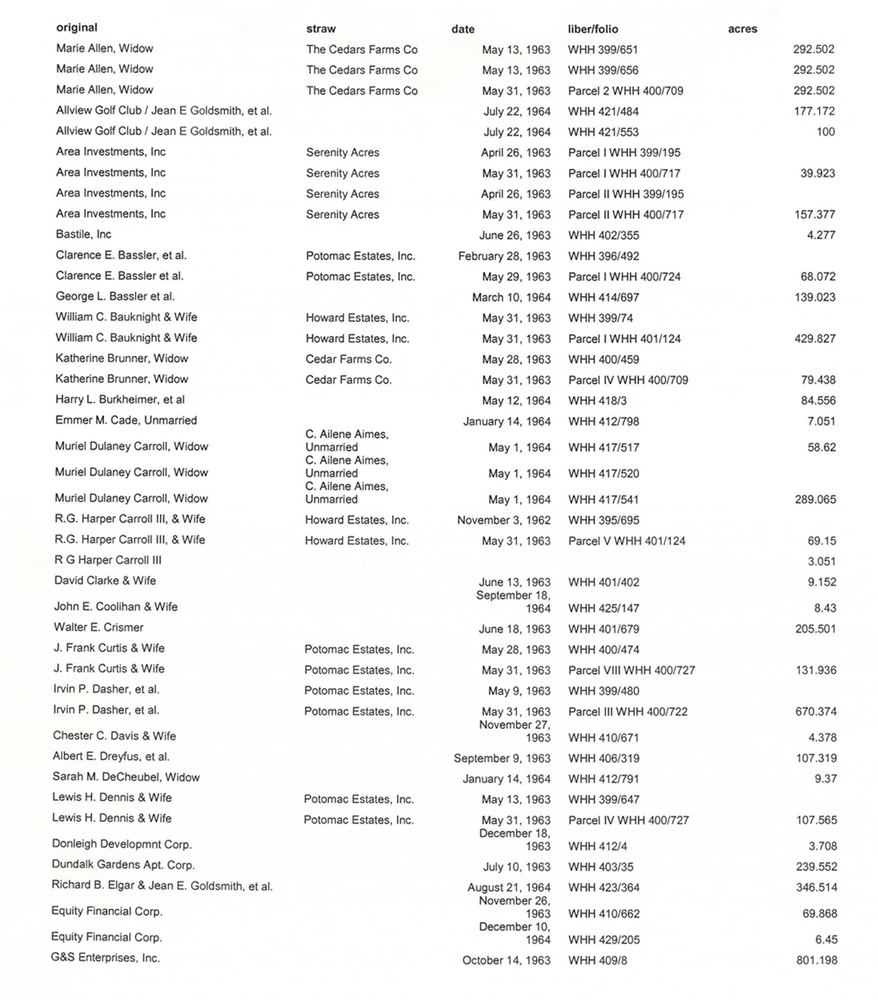 original straw date liber/folio acres
Marie Allen, Widow The Cedars Farms Co May 13, 1963 WHH 399/651 292.502
Marie Allen, Widow The Cedars Farms Co May 13, 1963 WHH 399/656 292.502
Marie Allen, Widow The Cedars Farms Co May 31, 1963 Parcel 2 WHH 400/709 292.502
Allview Golf Club / Jean E Goldsmith, et al. July 22, 1964 WHH 421/484 177.172
Allview Golf Club / Jean E Goldsmith, et al. July 22, 1964 WHH 421/553 100
Area Investments, Inc Serenity Acres April 26, 1963 Parcel I WHH 399/195
Area Investments, Inc Serenity Acres May 31, 1963 Parcel I WHH 400/717 39.923
Area Investments, Inc Serenity Acres April 26, 1963 Parcel II WHH 399/195
Area Investments, Inc Serenity Acres May 31, 1963 Parcel II WHH 400/717 157.377
Bastile, Inc June 26, 1963 WHH 402/355 4.277
Clarence E. Bassler, et al. Potomac Estates, Inc. February 28, 1963 WHH 396/492
Clarence E. Bassler et al. Potomac Estates, Inc. May 29, 1963 Parcel I WHH 400/724 68.072
George L. Bassler et al. March 10, 1964 WHH 414/697 139.023
William C. Bauknight & Wife Howard Estates, Inc. May 31, 1963 WHH 399/74
William C. Bauknight & Wife Howard Estates, Inc. May 31, 1963 Parcel I WHH 401/124 429.827
Katherine Brunner, Widow Cedar Farms Co. May 28, 1963 WHH 400/459
Katherine Brunner, Widow Cedar Farms Co. May 31, 1963 Parcel IV WHH 400/709 79.438
Harry L. Burkheimer, et al May 12, 1964 WHH 418/3 84.556
Emmer M. Cade, Unmarried January 14, 1964 WHH 412/798 7.051
C. Ailene Aimes,
Muriel Dulaney Carroll, Widow Unmarried May 1, 1964 WHH 417/517 58.62
C. Ailene Aimes,
Muriel Dulaney Carroll, Widow Unmarried May 1, 1964 WHH 417/520
C. Ailene Aimes,
Muriel Dulaney Carroll, Widow Unmarried May 1, 1964 WHH 417/541 289.065
R.G. Harper Carroll III, & Wife Howard Estates, Inc. November 3, 1962 WHH 395/695
R.G. Harper Carroll III, & Wife Howard Estates, Inc. May 31, 1963 Parcel V WHH 401/124 69.15
R G Harper Carroll III 3.051
David Clarke & Wife June 13, 1963 WHH 401/402 9.152
September 18,
John E. Coolihan & Wife 1964 WHH 425/147 8.43
Walter E. Crismer June 18, 1963 WHH 401/679 205.501
J. Frank Curtis & Wife Potomac Estates, Inc. May 28, 1963 WHH 400/474
J. Frank Curtis & Wife Potomac Estates, Inc. May 31, 1963 Parcel VIII WHH 400/727 131.936
Irvin P. Dasher, et al. Potomac Estates, Inc. May 9, 1963 WHH 399/480
Irvin P. Dasher, et al. Potomac Estates, Inc. May 31, 1963 Parcel III WHH 400/722 670.374
November 27,
Chester C. Davis & Wife 1963 WHH 410/671 4.378
Albert E. Dreyfus, et al. September 9, 1963 WHH 406/319 107.319
Sarah M. DeCheubel, Widow January 14, 1964 WHH 412/791 9.37
Lewis H. Dennis & Wife Potomac Estates, Inc. May 13, 1963 WHH 399/647
Lewis H. Dennis & Wife Potomac Estates, Inc. May 31, 1963 Parcel IV WHH 400/727 107.565
December 18,
Donleigh Developmnt Corp. 1963 WHH 412/4 3.708
Dundalk Gardens Apt. Corp. July 10, 1963 WHH 403/35 239.552
Richard B. Elgar & Jean E. Goldsmith, et al. August 21, 1964 WHH 423/364 346.514
November 26,
Equity Financial Corp. 1963 WHH 410/662 69.868
December 10,
Equity Financial Corp. 1964 WHH 429/205 6.45
G&S Enterprises, Inc. October 14, 1963 WHH 409/8 801.198